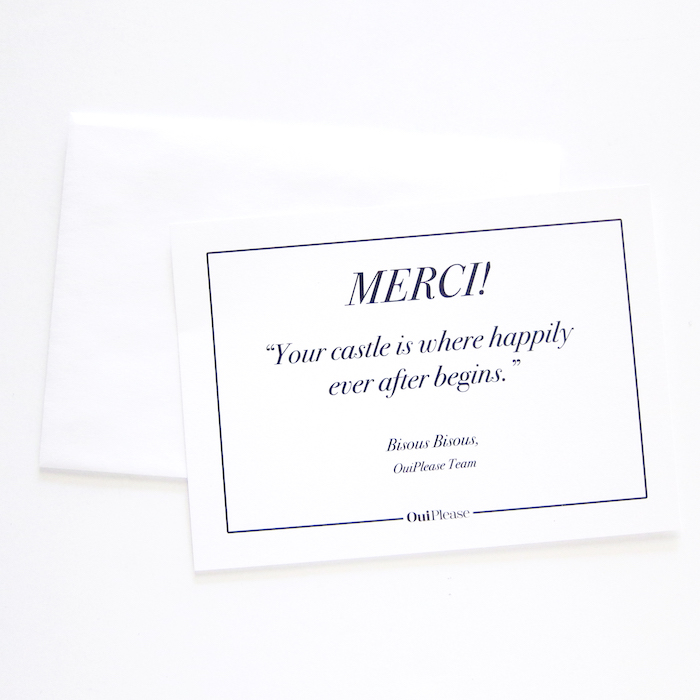 MERCI!
“Your castle is where happily
ever after begins.”
Bisous Bisous,
OuiPlease Team
OuiPlease